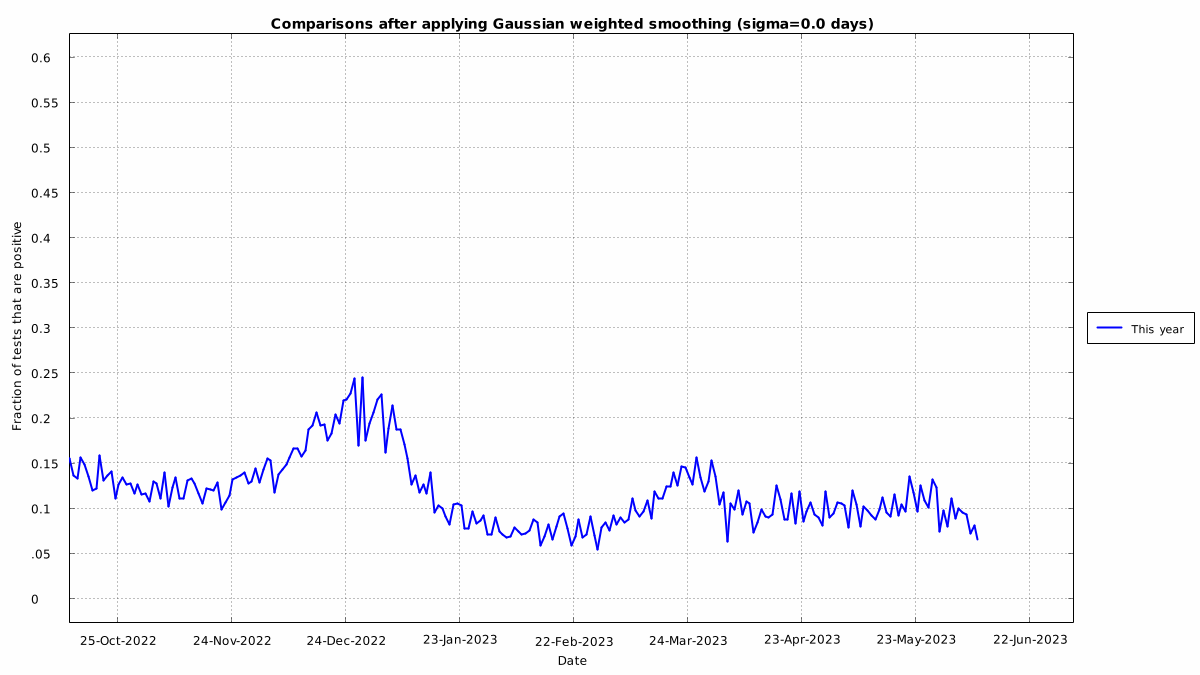 Comparisons after applying Gaussian weighted smoothing (sigma=0.0 days)
0.6
0.55
0.5
0.45
0.4
0.35
0.3
0.25
0.2
0.15
0.1
.05
0
Fraction of tests that are positive
This year
25-Oct-2022
24-Nov-2022
24-Dec-2022
23-Jan-2023
22-Feb-2023
24-Mar-2023
23-Apr-2023
23-May-2023
22-Jun-2023
Date